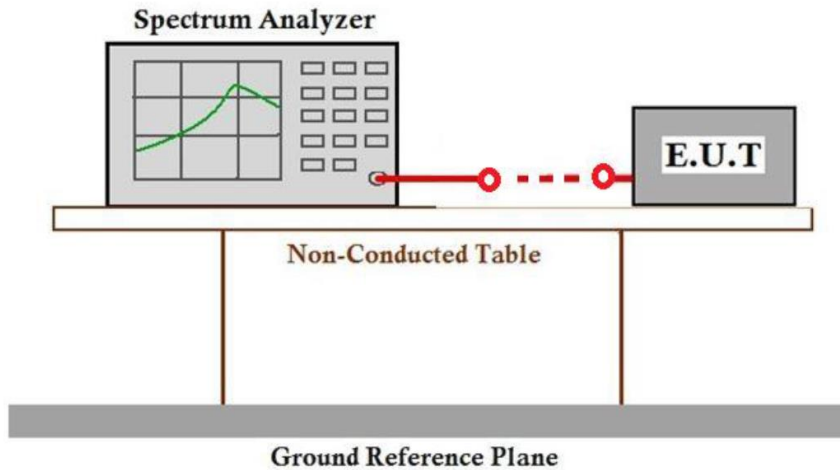 Spectrum Analyzer
E.U.T
Non-Conducted Table
Ground Reference Plane